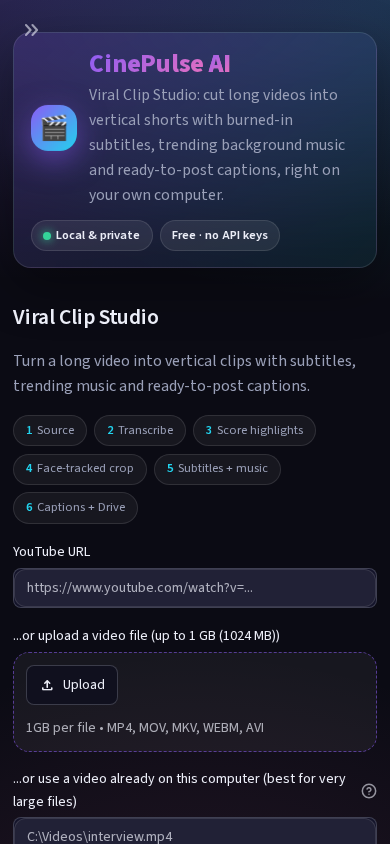 CinePulse AI
Viral Clip Studio: cut long videos into
vertical shorts with burned-in
subtitles, trending background music
and ready-to-post captions, right on
your own computer.
Local & private
Free · no API keys
Viral Clip Studio
Turn a long video into vertical clips with subtitles,
trending music and ready-to-post captions.
1 Source
2 Transcribe
3 Score highlights
4 Face-tracked crop
5 Subtitles + music
6 Captions + Drive
YouTube URL
https://www.youtube.com/watch?v=...
...or upload a video file (up to 1 GB (1024 MB))
Upload
1GB per file • MP4, MOV, MKV, WEBM, AVI
...or use a video already on this computer (best for very
large files)
C:\Videos\interview.mp4